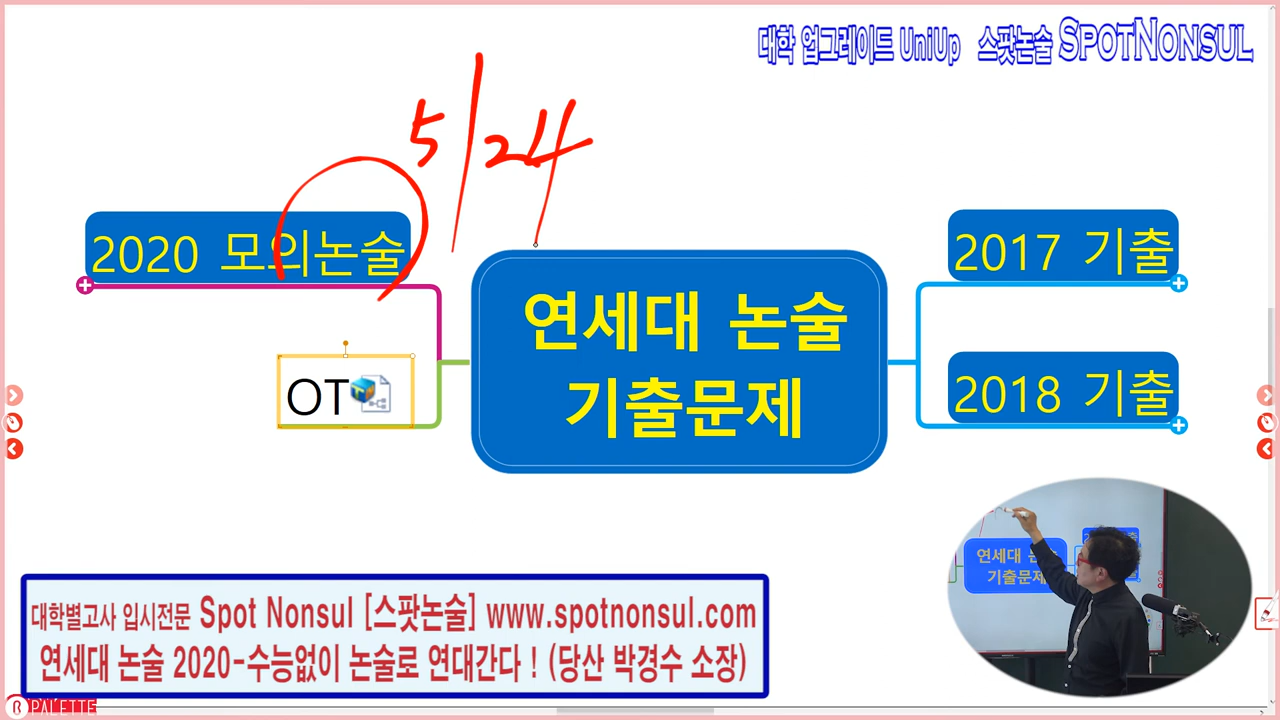 대학 업그레이드 UniUp 스팟논술 SPOTNONSUL
5/24
2020 모의논술
2017 기출
연세대 논술
기출문제
OT
2018 기출
연세대 논
기출문제
대학별고사 입시전문 Spot Nonsul [스팟논술] www.spotnonsul.com
연세대 논술 2020-수능없이 논술로 연대간다 ! (당산 박경수 소장)
PALETTE